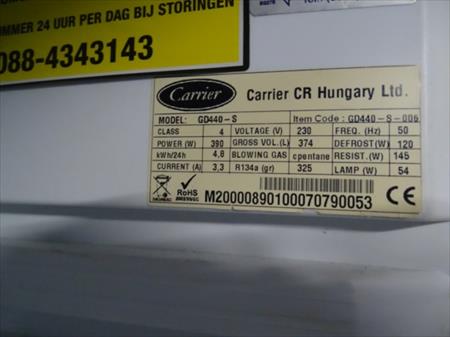 UMMER 24 UUR PER DAG BIJ STORINGEN
088-4343143
Carrier Carrier CR Hungary Ltd.
MODEL: GD440-S Item Code: GD440-S-006
CLASS 4 VOLTAGE (V) 230 FREQ. (Hz) 50
POWER (W) 390 GROSS VOL.(L) 374 DEFROST(W) 120
kWh/24h 4,8 BLOWING GAS cpentane RESIST.(W) 145
CURRENT (A) 3,3 R134a (gr) 325 LAMP (W) 54
RoHS
CE
M20000890100070790053